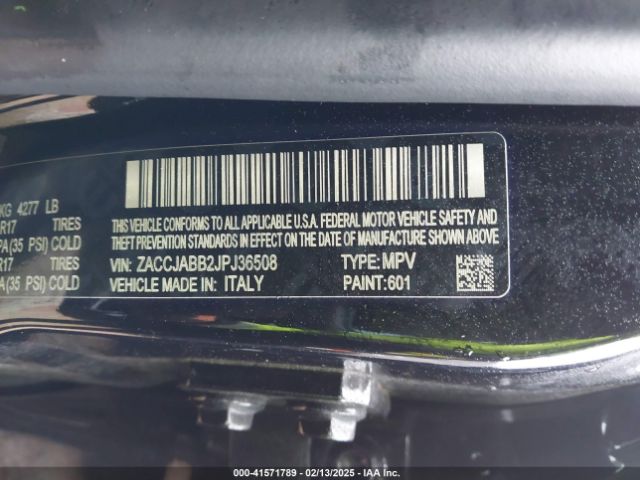 KG 4277 LB
R17 TIRES
PA(35 PSI) COLD
R17 TIRES
A(35 PSI) COLD
THIS VEHICLE CONFORMS TO ALL APPLICABLE U.S.A. FEDERAL MOTOR VEHICLE SAFETY AND
THEFT PREVENTION STANDARDS IN EFFECT ON THE DATE OF MANUFACTURE SHOWN ABOVE.
VIN: ZACCJABB2JPJ36508 TYPE: MPV
VEHICLE MADE IN: ITALY PAINT: 601
000-41571789 — 02/13/2025 — IAA Inc.